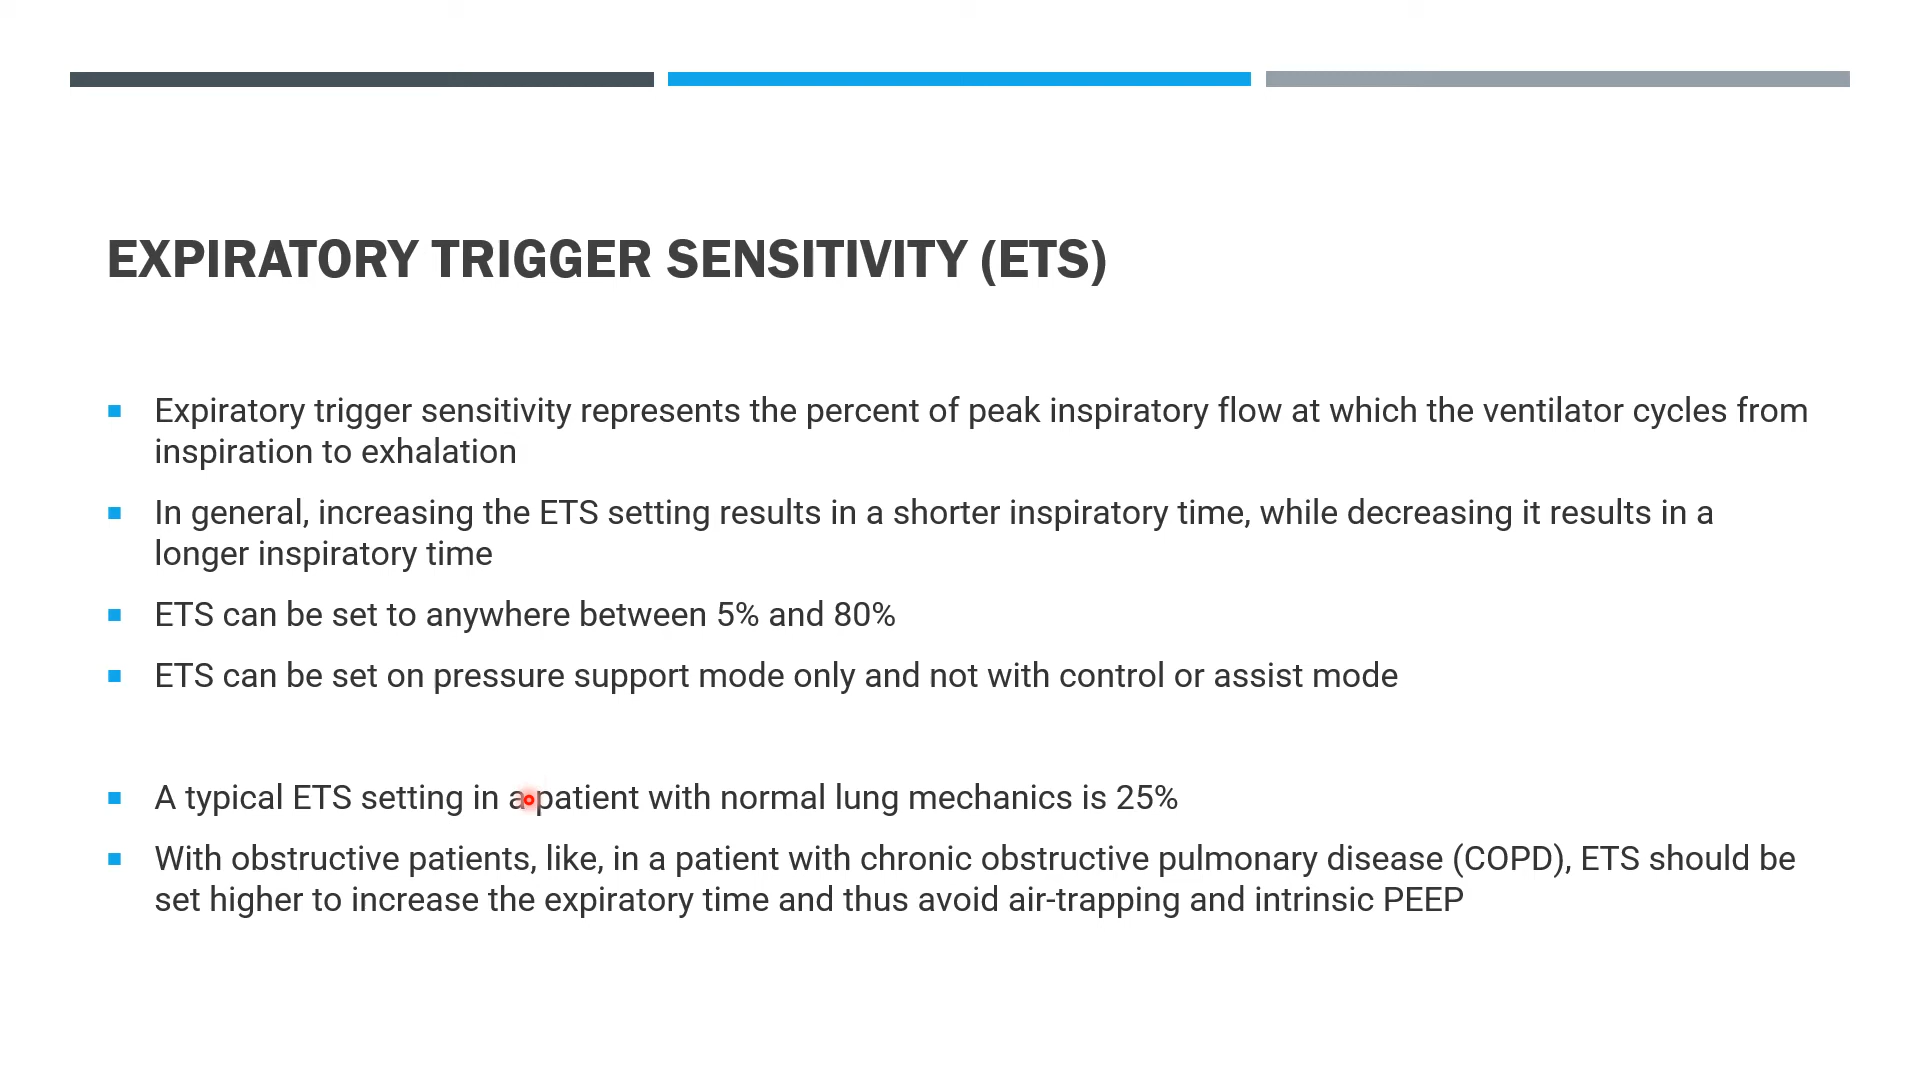 EXPIRATORY TRIGGER SENSITIVITY (ETS)
Expiratory trigger sensitivity represents the percent of peak inspiratory flow at which the ventilator cycles from
inspiration to exhalation
In general, increasing the ETS setting results in a shorter inspiratory time, while decreasing it results in a
longer inspiratory time
ETS can be set to anywhere between 5% and 80%
ETS can be set on pressure support mode only and not with control or assist mode
A typical ETS setting in a patient with normal lung mechanics is 25%
With obstructive patients, like, in a patient with chronic obstructive pulmonary disease (COPD), ETS should be
set higher to increase the expiratory time and thus avoid air-trapping and intrinsic PEEP